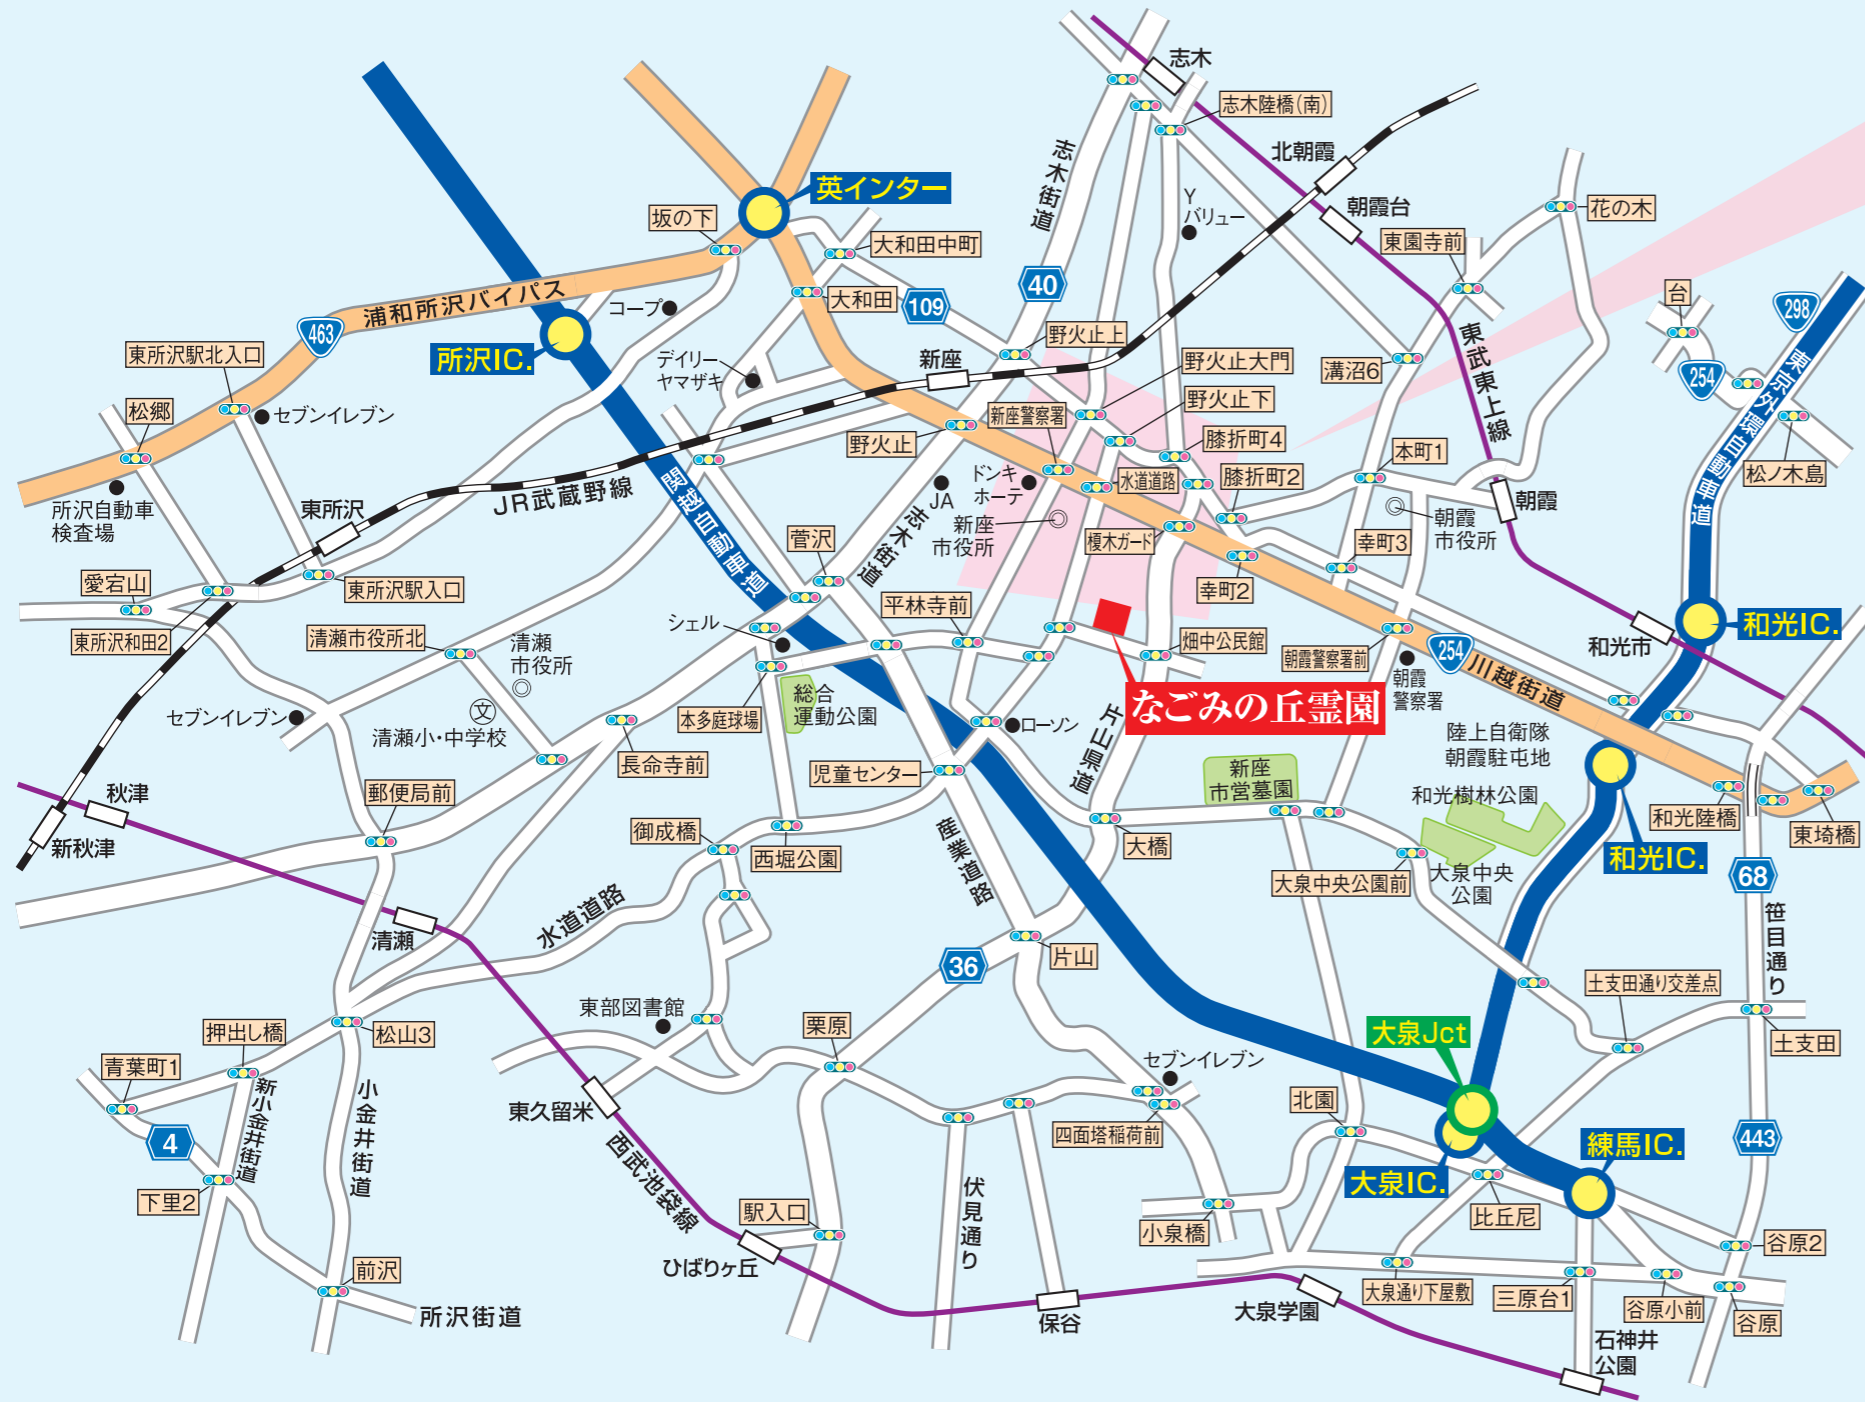 志木
志木陸橋(南)
北朝霞
志木街道
英インター
Y
バリュー
朝霞台
花の木
坂の下
大和田中町
東園寺前
浦和所沢バイパス
463
コープ
大和田
109
40
台
298
所沢IC.
野火止上
東所沢駅北入口
デイリー
ヤマザキ
新座
野火止大門
溝沼6
東武東上線
254
東京外環自動車道
松郷
セブンイレブン
野火止
新座警察署
野火止下
膝折町4
本町1
松ノ木島
所沢自動車
検査場
東所沢
JR武蔵野線
関越自動車道
JA
ドンキ
ホーテ
水道道路
膝折町2
朝霞
新座
市役所
志木街道
菅沢
榎木ガード
幸町3
朝霞
市役所
愛宕山
東所沢駅入口
幸町2
平林寺前
東所沢和田2
清瀬市役所北
清瀬
市役所
シェル
畑中公民館
朝霞警察署前
254
川越街道
和光市
和光IC.
朝霞
警察署
セブンイレブン
文
清瀬小・中学校
本多庭球場
総合
運動公園
ローソン
片山県道
なごみの丘霊園
陸上自衛隊
朝霞駐屯地
長命寺前
児童センター
新座
市営墓園
和光樹林公園
秋津
郵便局前
和光陸橋
東埼橋
新秋津
御成橋
西堀公園
産業道路
大橋
大泉中央公園前
大泉中央
公園
和光IC.
68
清瀬
水道道路
笹目通り
36
片山
土支田通り交差点
押出し橋
松山3
東部図書館
栗原
セブンイレブン
大泉Jct
土支田
青葉町1
新小金井街道
小金井街道
東久留米
四面塔稲荷前
北園
4
西武池袋線
443
練馬IC.
下里2
伏見通り
大泉IC.
駅入口
小泉橋
比丘尼
谷原2
前沢
ひばりヶ丘
所沢街道
保谷
大泉学園
大泉通り下屋敷
三原台1
谷原小前
谷原
石神井
公園